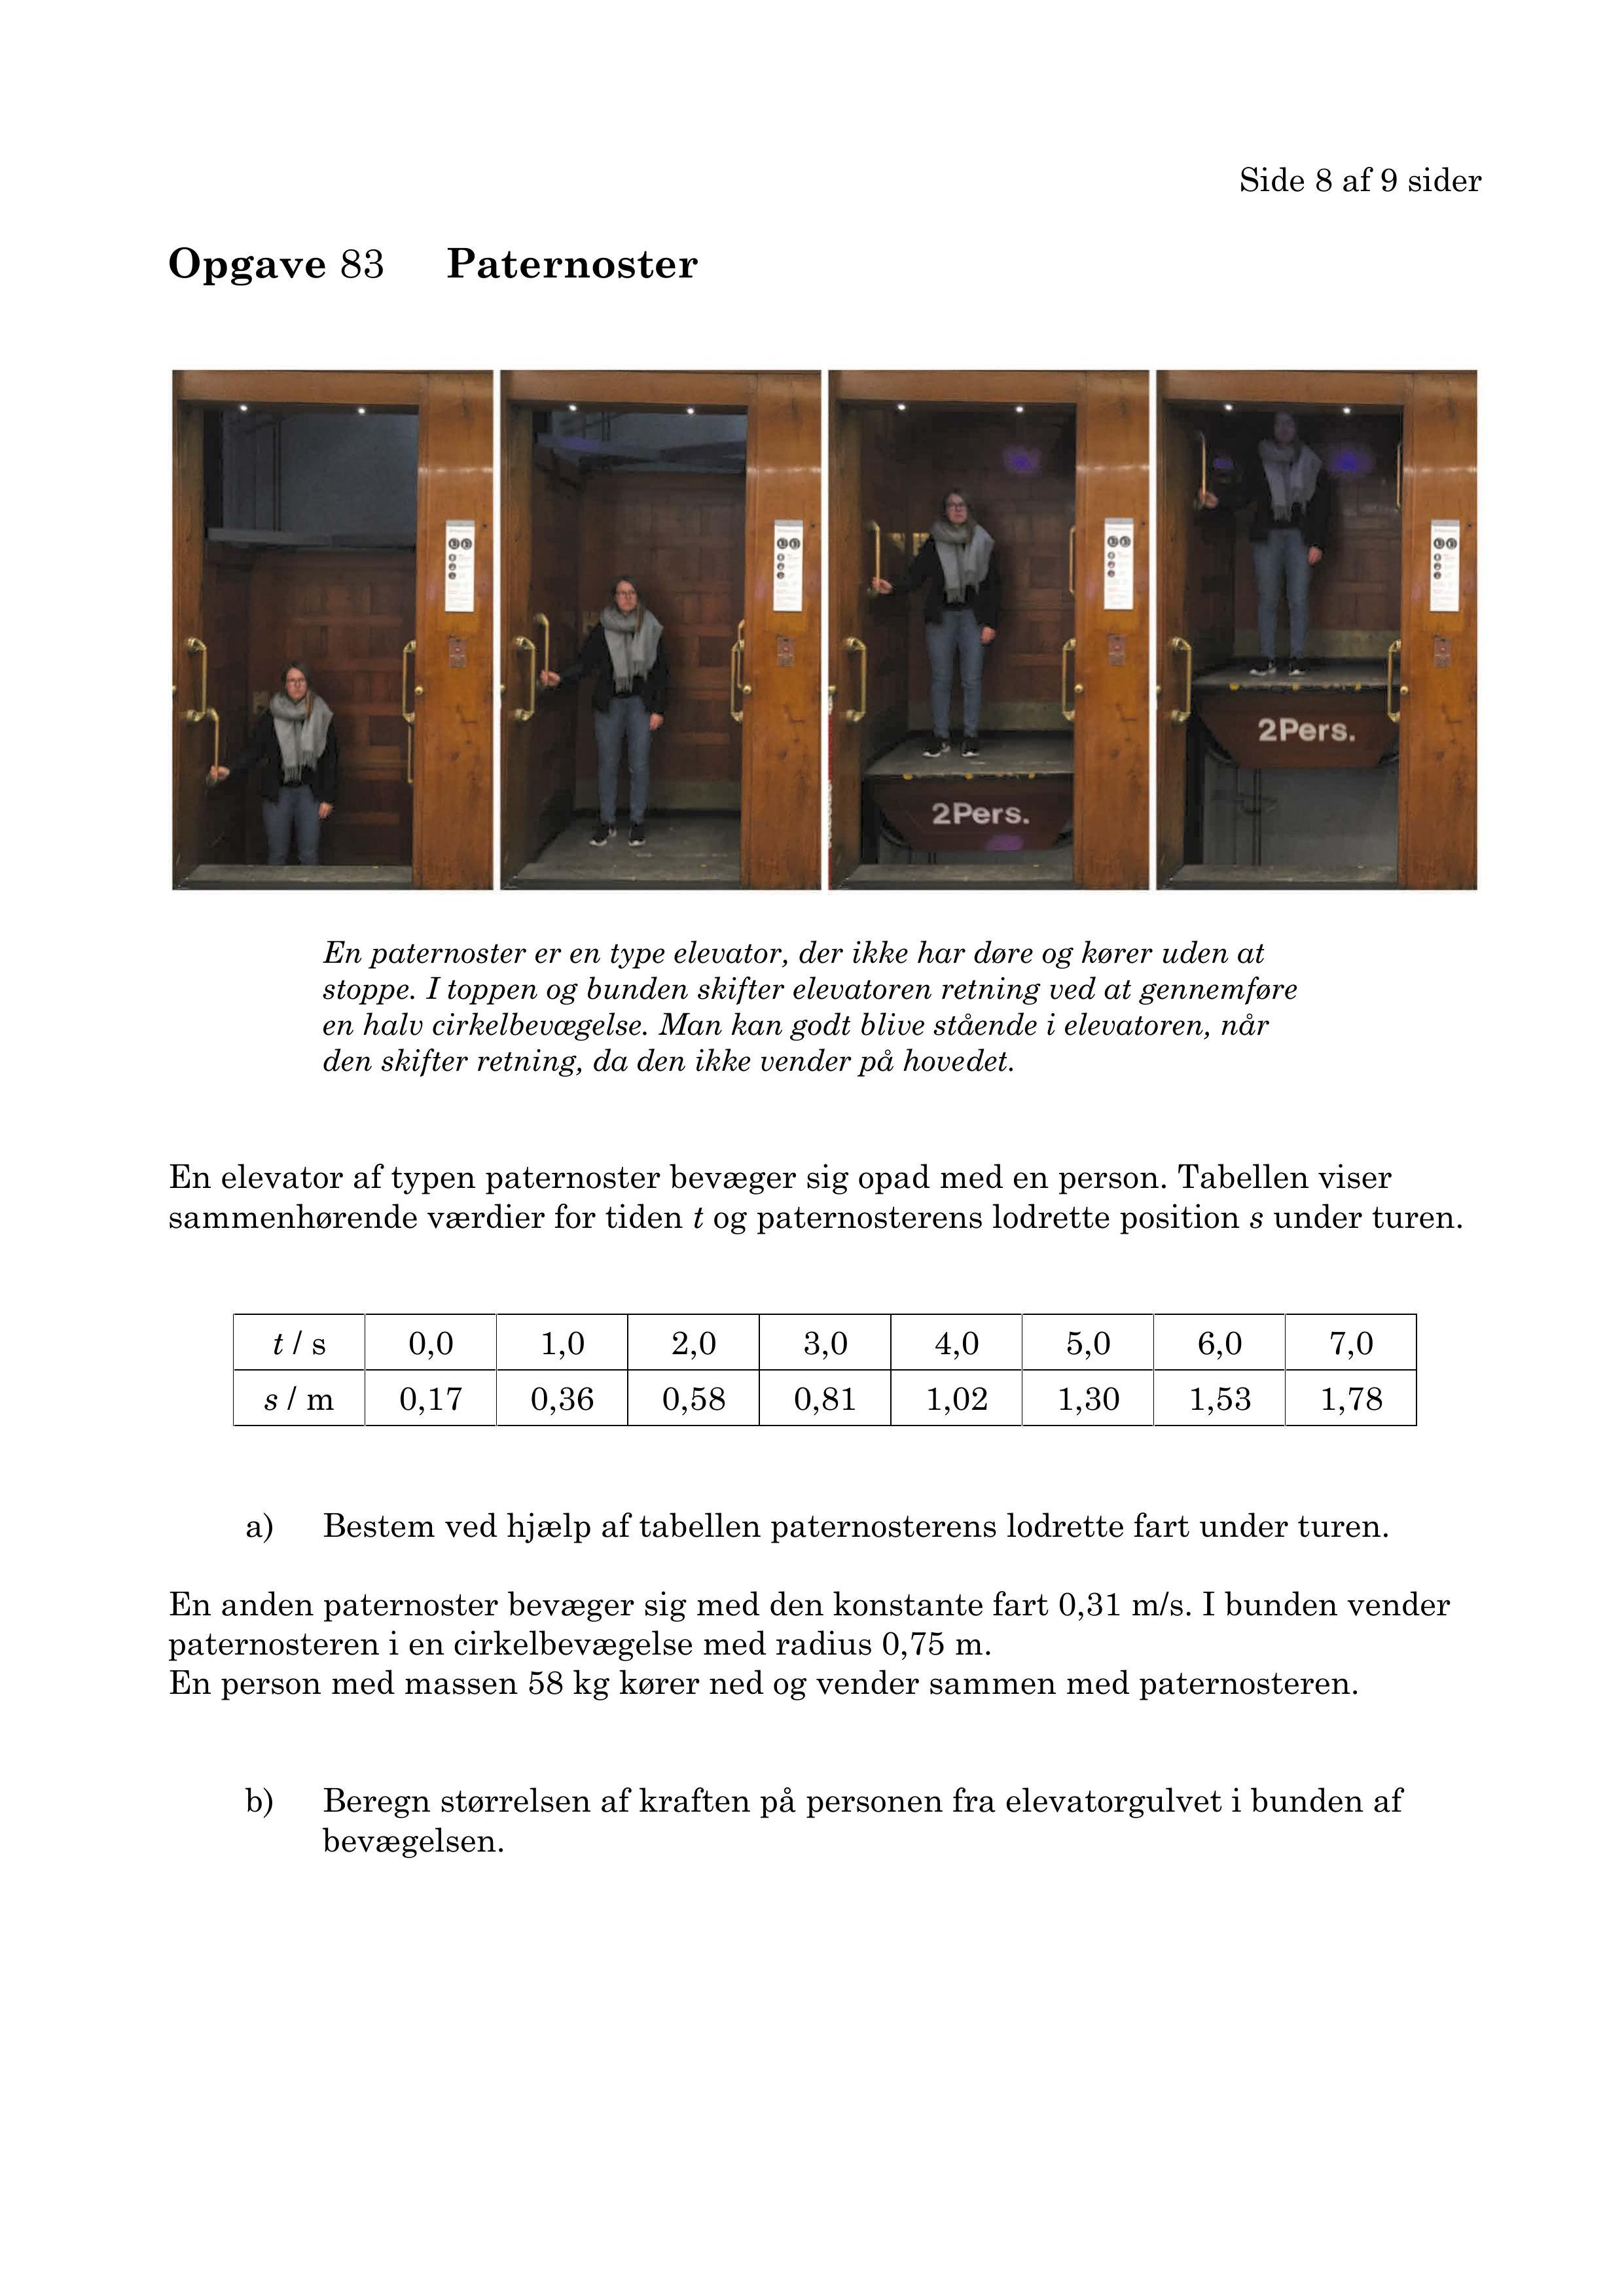 Side 8 af 9 sider
Opgave 83 Paternoster
2Pers.
2Pers.
En paternoster er en type elevator, der ikke har døre og kører uden at
stoppe. I toppen og bunden skifter elevatoren retning ved at gennemføre
en halv cirkelbevægelse. Man kan godt blive stående i elevatoren, når
den skifter retning, da den ikke vender på hovedet.
En elevator af typen paternoster bevæger sig opad med en person. Tabellen viser
sammenhørende værdier for tiden t og paternosterens lodrette position s under turen.
t / s 0,0 1,0 2,0 3,0 4,0 5,0 6,0 7,0
s / m 0,17 0,36 0,58 0,81 1,02 1,30 1,53 1,78
a) Bestem ved hjælp af tabellen paternosterens lodrette fart under turen.
En anden paternoster bevæger sig med den konstante fart 0,31 m/s. I bunden vender
paternosteren i en cirkelbevægelse med radius 0,75 m.
En person med massen 58 kg kører ned og vender sammen med paternosteren.
b) Beregn størrelsen af kraften på personen fra elevatorgulvet i bunden af
bevægelsen.